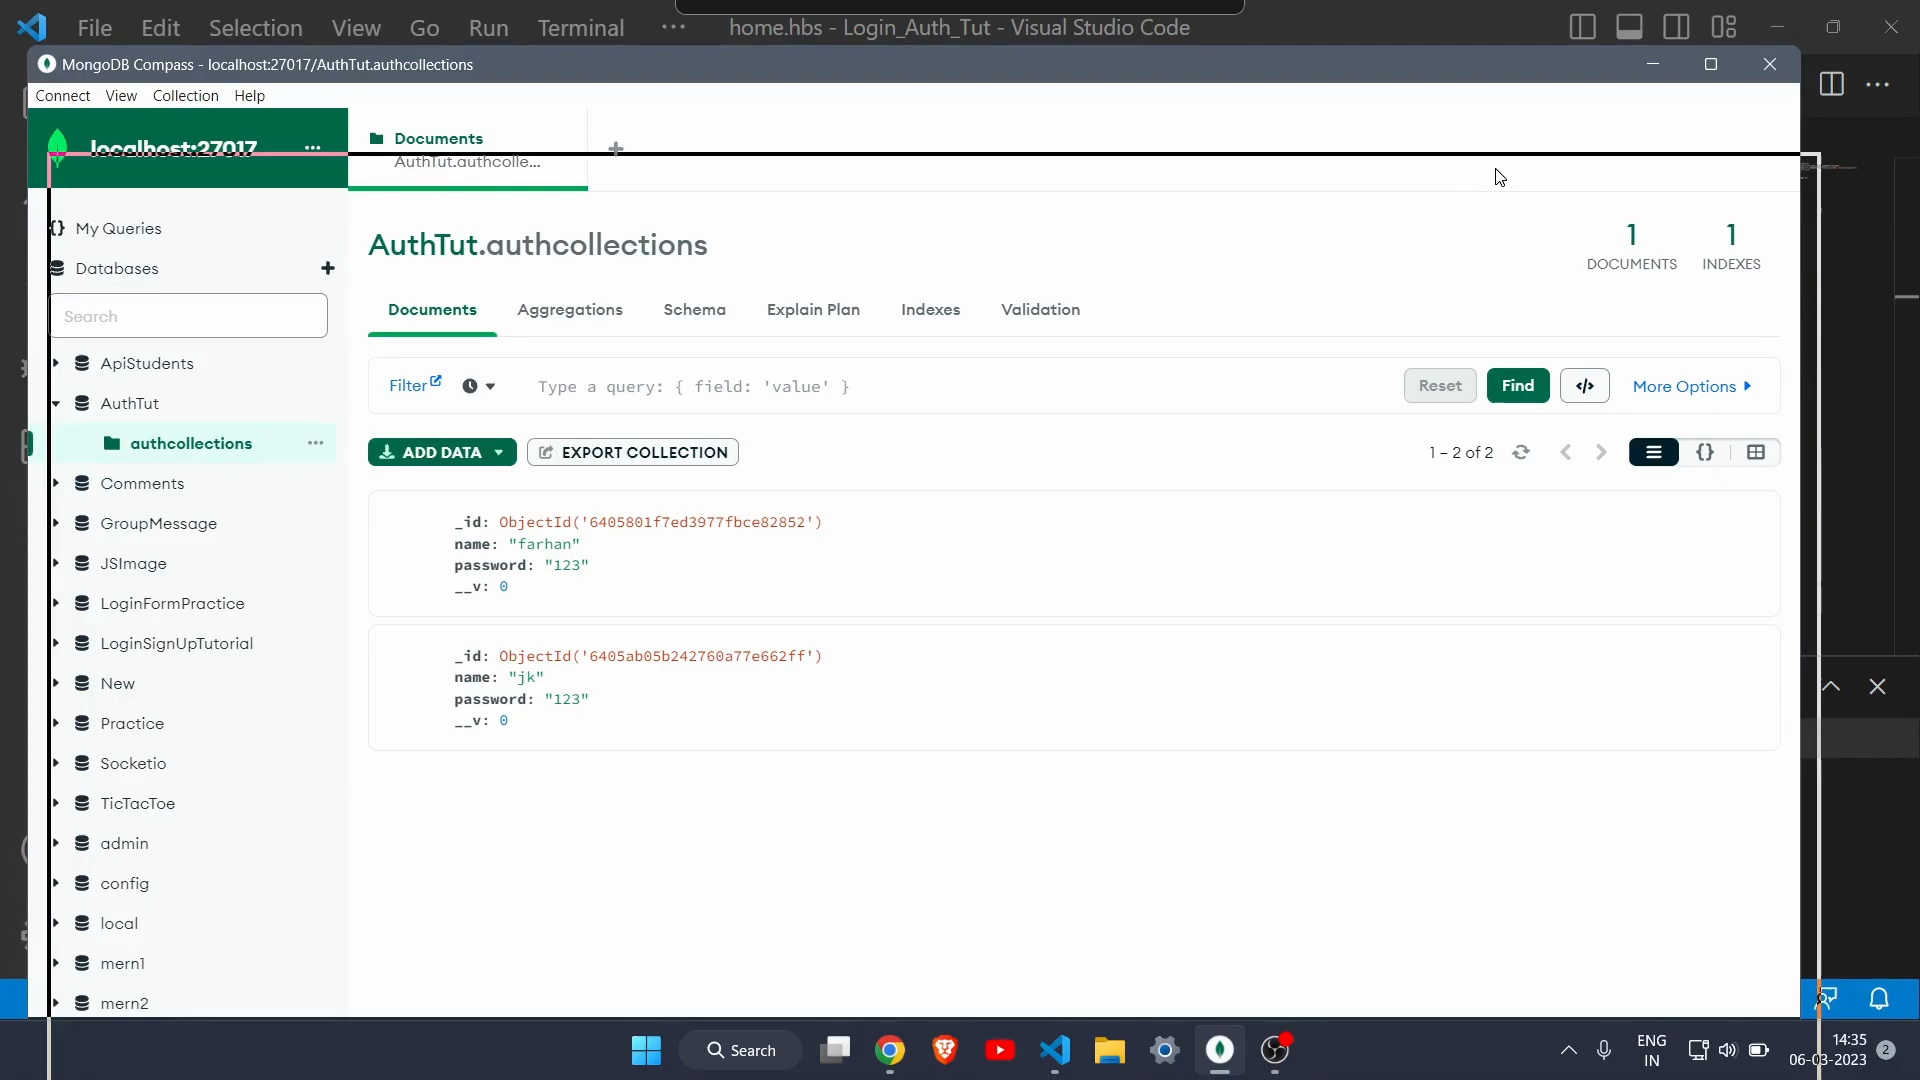 File Edit Selection View Go Run Terminal ··· home.hbs - Login_Auth_Tut - Visual Studio Code
MongoDB Compass - localhost:27017/AuthTut.authcollections
Connect View Collection Help
localhost:27017 ···
Documents
AuthTut.authcolle...
My Queries
Databases
Search
ApiStudents
AuthTut
authcollections
Comments
GroupMessage
JSImage
LoginFormPractice
LoginSignUpTutorial
New
Practice
Socketio
TicTacToe
admin
config
local
mern1
mern2
AuthTut.authcollections
1 1
DOCUMENTS INDEXES
Documents Aggregations Schema Explain Plan Indexes Validation
Filter Type a query: { field: 'value' } Reset Find </> More Options
ADD DATA EXPORT COLLECTION 1 – 2 of 2 {}
_id: ObjectId('6405801f7ed3977fbce82852')
name: "farhan"
password: "123"
__v: 0
_id: ObjectId('6405ab05b242760a77e662ff')
name: "jk"
password: "123"
__v: 0
Search
ENG
IN
14:35
06-03-2023
2